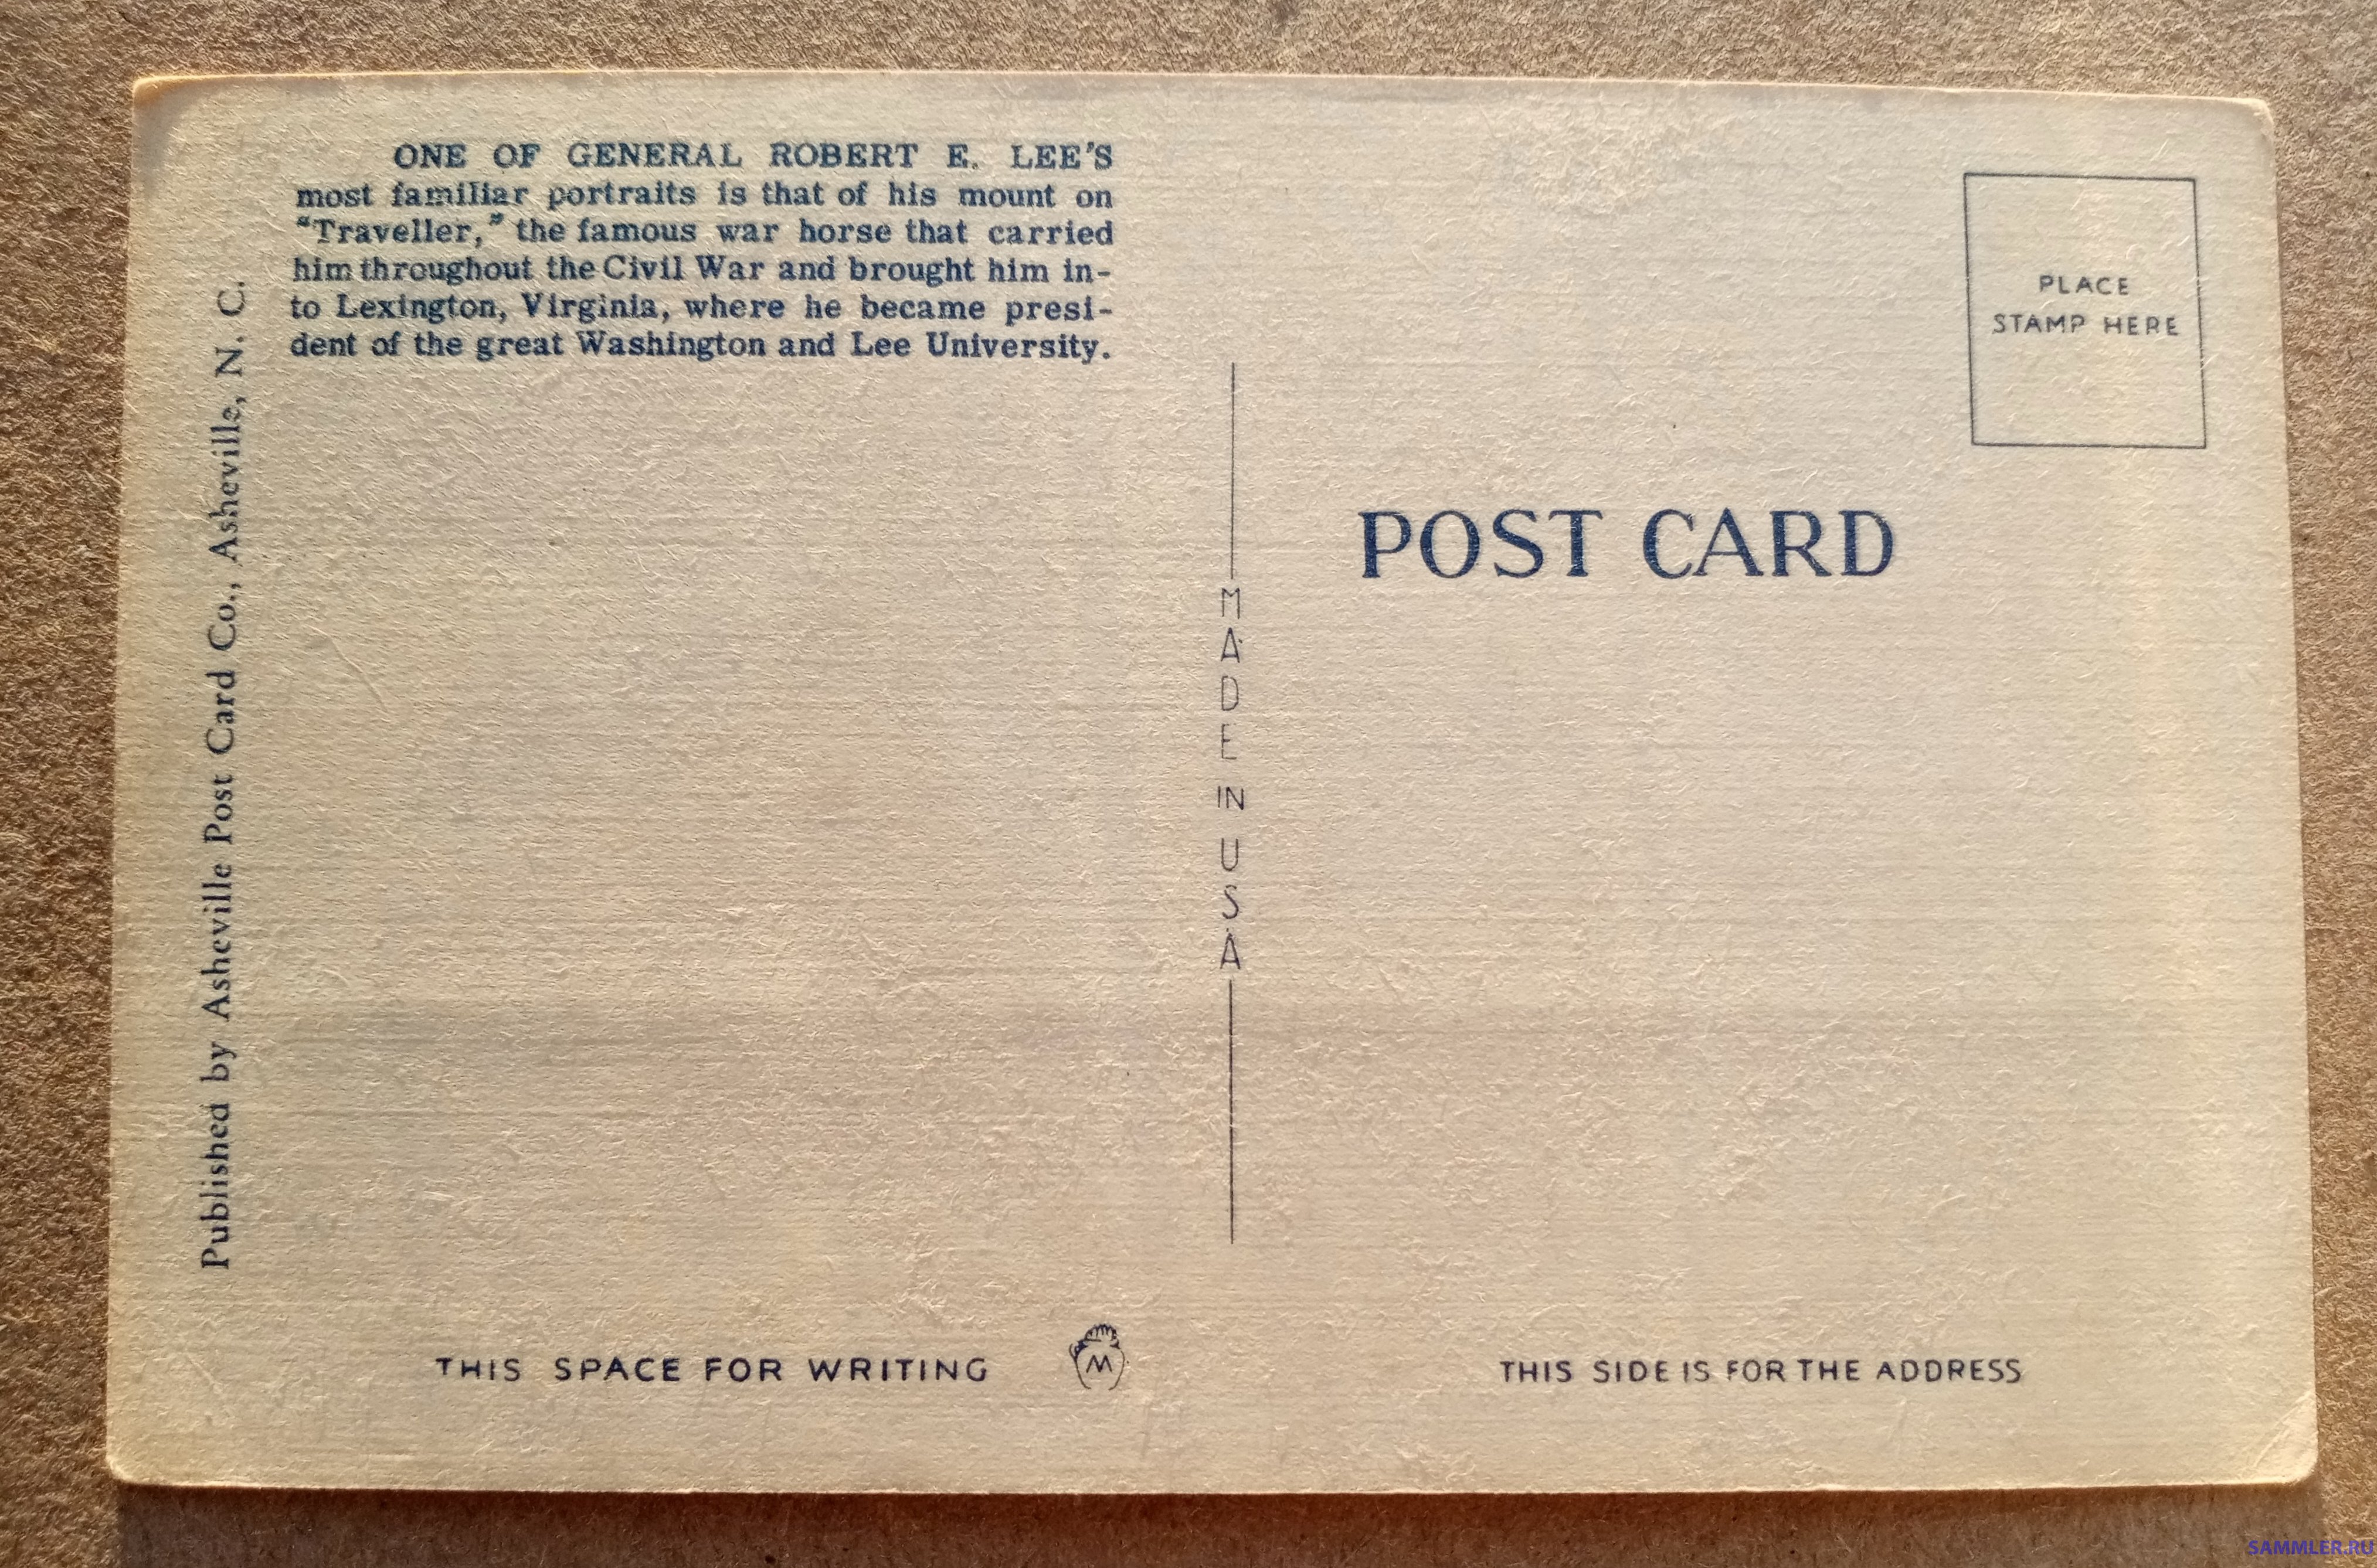 ONE OF GENERAL ROBERT E. LEE'S
most familiar portraits is that of his mount on
"Traveller," the famous war horse that carried
him throughout the Civil War and brought him in-
to Lexington, Virginia, where he became presi-
dent of the great Washington and Lee University.
Published by Asheville Post Card Co., Asheville, N. C.
PLACE
STAMP HERE
POST CARD
MADE IN USA
THIS SPACE FOR WRITING
M
THIS SIDE IS FOR THE ADDRESS
SAMMLER.RU